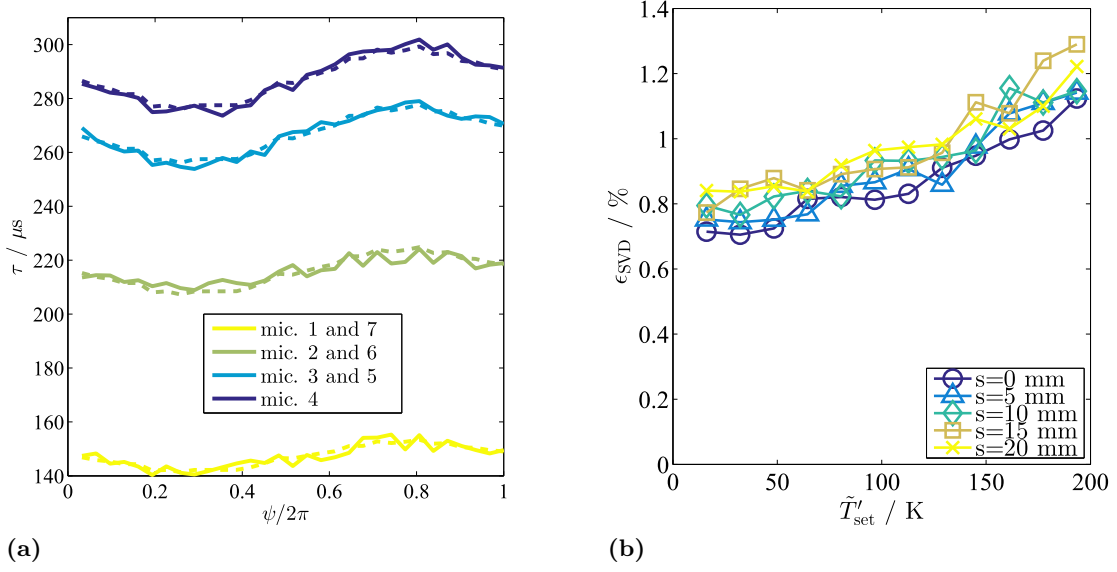 300
280
260
240
220
200
180
160
140
τ / μs
0
0.2
0.4
0.6
0.8
1
ψ/2π
mic. 1 and 7
mic. 2 and 6
mic. 3 and 5
mic. 4
(a)
1.4
1.2
1
0.8
0.6
0.4
0.2
0
ϵSVD / %
0
50
100
150
200
T̃′set / K
s=0 mm
s=5 mm
s=10 mm
s=15 mm
s=20 mm
(b)